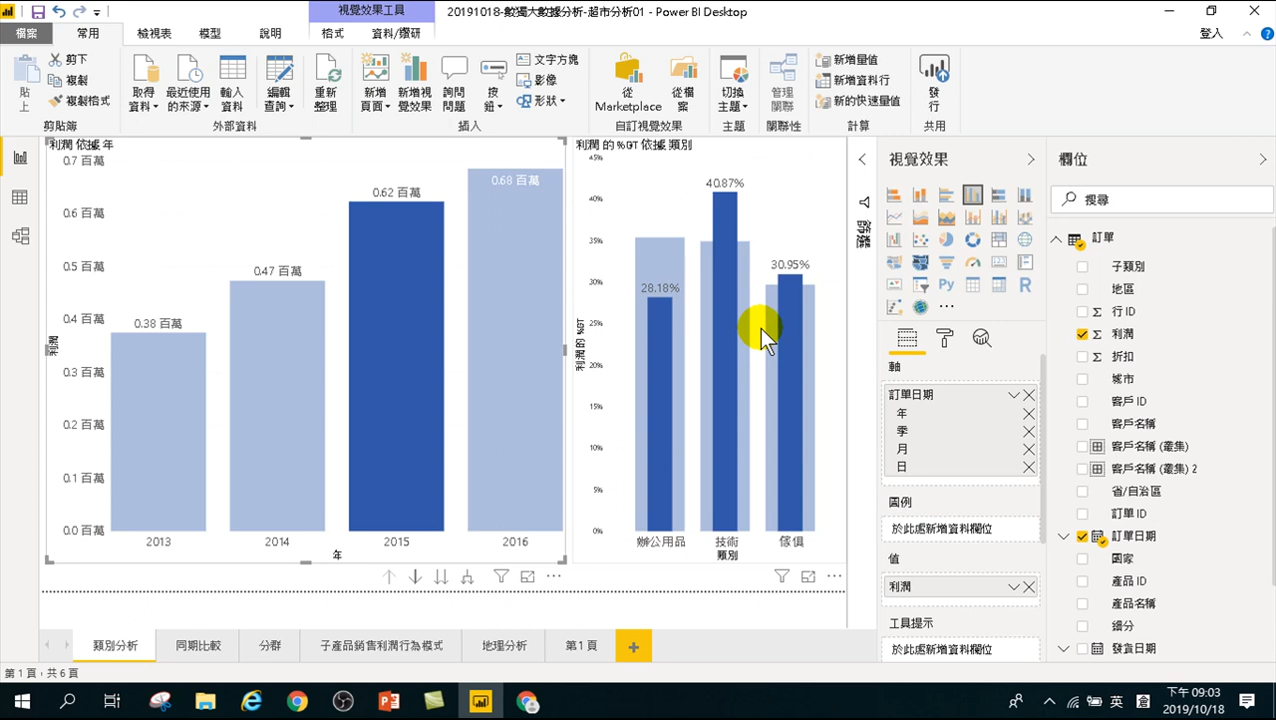 視覺效果工具
20191018-數獨大數據分析-超市分析01 - Power BI Desktop
檔案 常用 檢視表 模型 說明 格式 資料/鑽研 登入
貼上
剪下
複製
複製格式
剪貼簿
取得資料
最近使用的來源
輸入資料
編輯查詢
重新整理
外部資料
新增頁面
新增視覺效果
詢問問題
按鈕
文字方塊
影像
形狀
插入
從 Marketplace
從檔案
自訂視覺效果
切換主題
主題
管理關聯
關聯性
新增量值
新增資料行
新的快速量值
計算
發行
共用
利潤 依據 年
0.7 百萬
0.6 百萬
0.5 百萬
0.4 百萬
0.3 百萬
0.2 百萬
0.1 百萬
0.0 百萬
利潤
0.38 百萬
0.47 百萬
0.62 百萬
0.68 百萬
2013 2014 2015 2016
年
利潤 的 %GT 依據 類別
45%
40%
35%
30%
25%
20%
15%
10%
5%
0%
利潤 的 %GT
28.18%
40.87%
30.95%
辦公用品 技術 傢俱
類別
篩選
視覺效果
Py
R
軸
訂單日期
年
季
月
日
圖例
於此處新增資料欄位
值
利潤
工具提示
於此處新增資料欄位
欄位
搜尋
訂單
子類別
地區
行 ID
利潤
折扣
城市
客戶 ID
客戶名稱
客戶名稱 (叢集)
客戶名稱 (叢集) 2
省/自治區
訂單 ID
訂單日期
國家
產品 ID
產品名稱
細分
發貨日期
類別分析 同期比較 分群 子產品銷售利潤行為模式 地理分析 第 1 頁
第 1 頁，共 6 頁
英
下午 09:03
2019/10/18